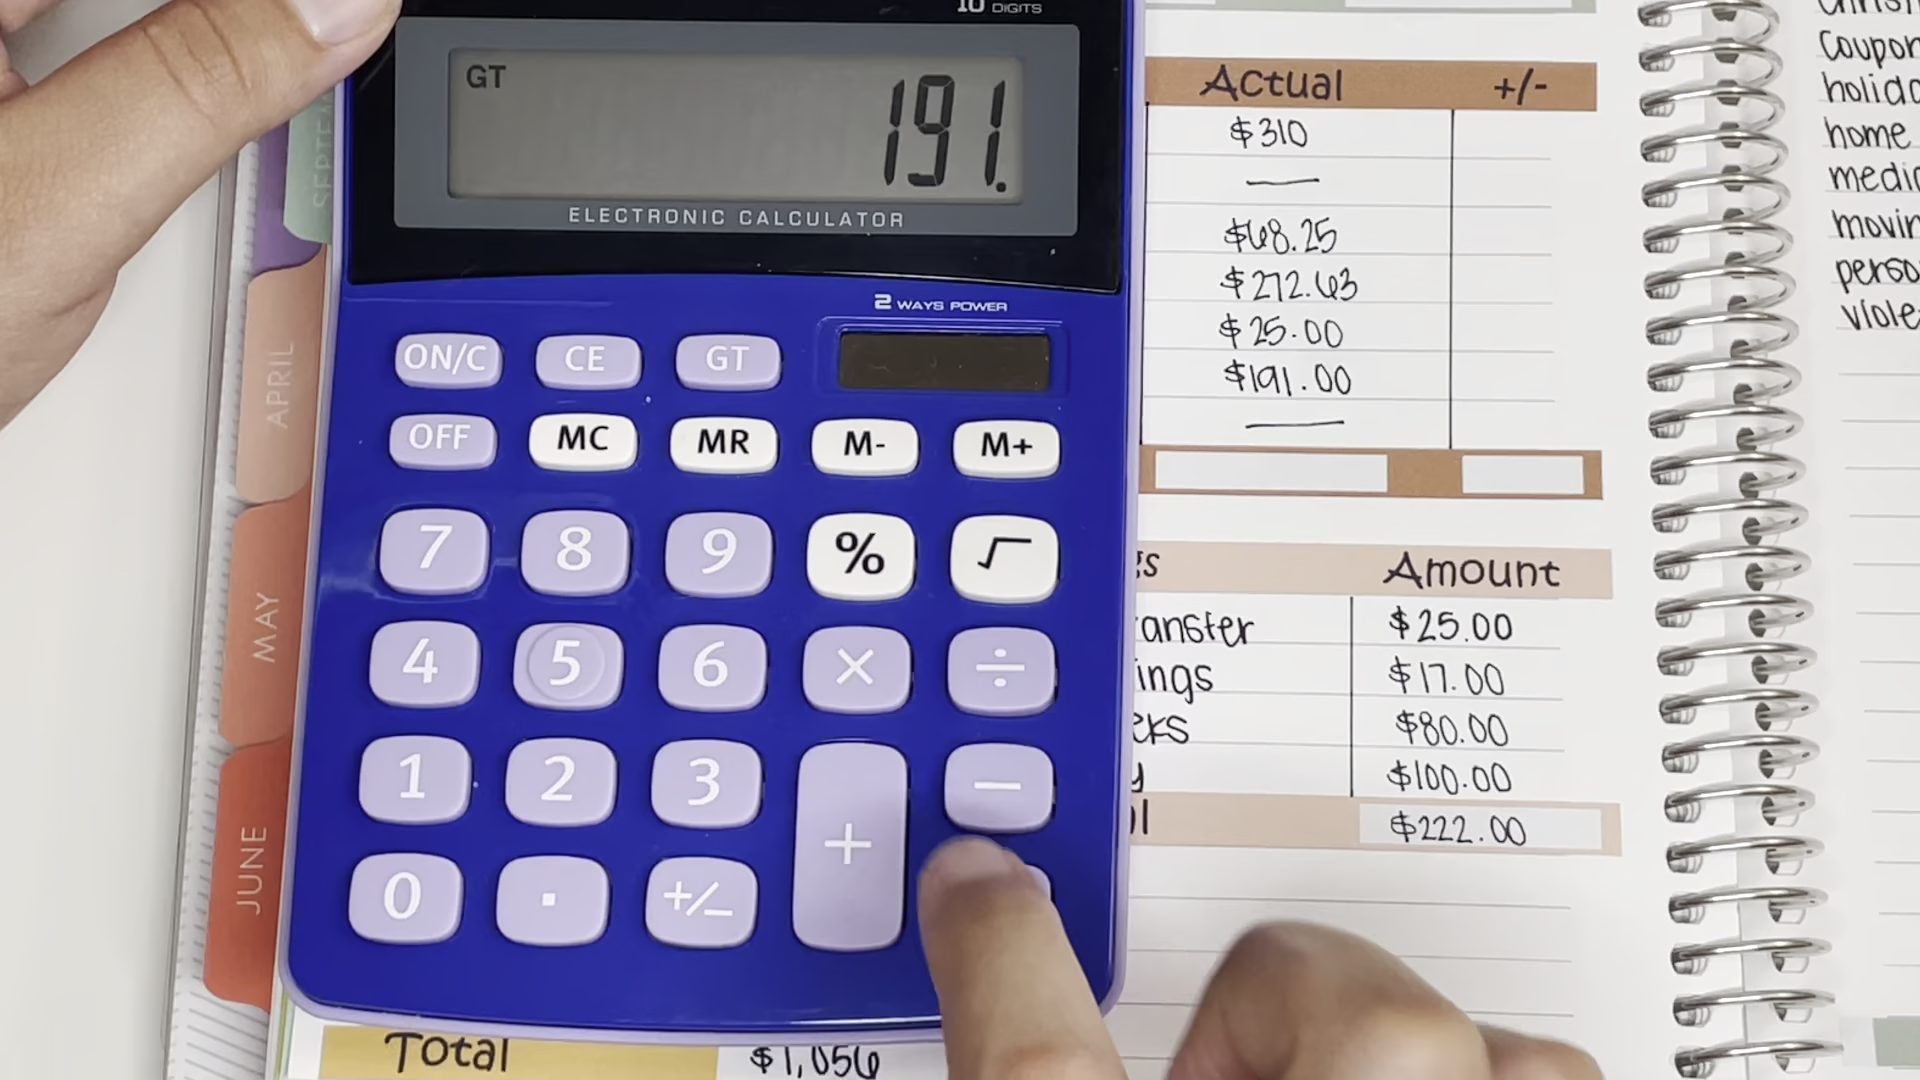 10 DIGITS
GT
191.
ELECTRONIC CALCULATOR
2 WAYS POWER
ON/C CE GT
OFF MC MR M- M+
7 8 9 % √
4 5 6 × ÷
1 2 3 + −
0 . +/−
APRIL
MAY
JUNE
Actual +/-
$310
$68.25
$272.63
$25.00
$191.00
Amount
$25.00
$17.00
$80.00
$100.00
$222.00
Total $1,056
home